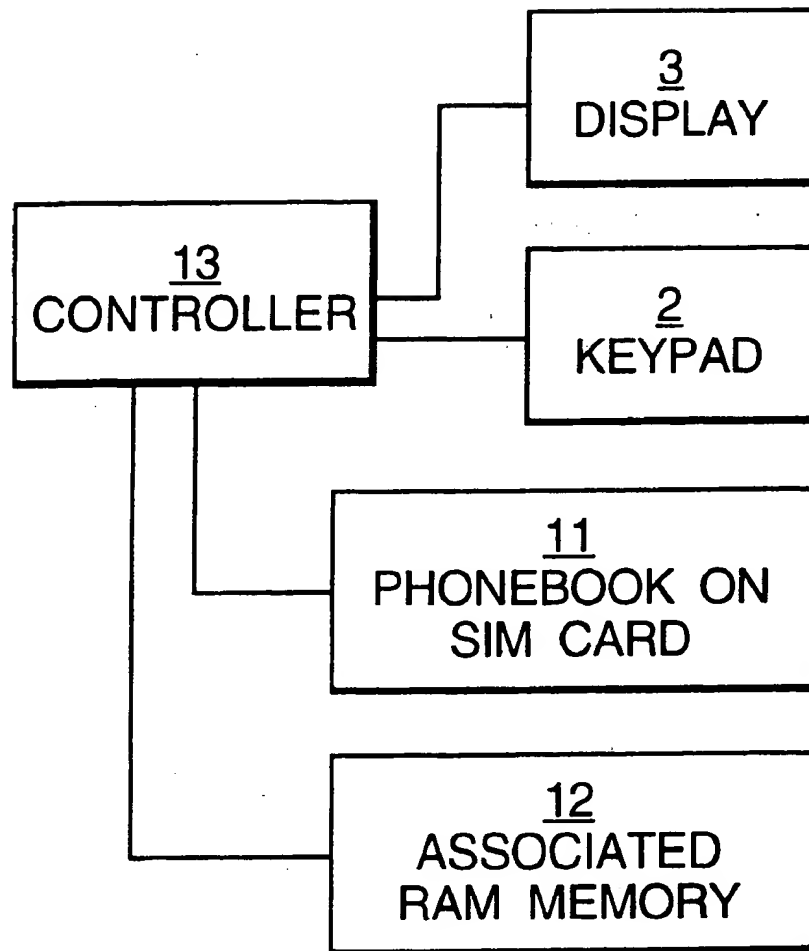 3
DISPLAY
13
CONTROLLER
2
KEYPAD
11
PHONEBOOK ON
SIM CARD
12
ASSOCIATED
RAM MEMORY